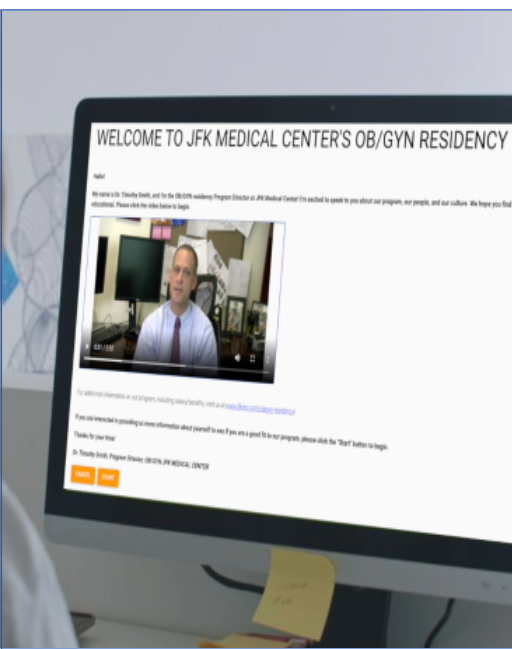 WELCOME TO JFK MEDICAL CENTER'S OB/GYN RESIDENCY
Hello!
My name is Dr. Timothy Smith, and I'm the OB/GYN residency Program Director at JFK Medical Center! I'm excited to speak to you about our program, our people, and our culture. We hope you find
educational. Please click the video below to begin.
For additional information on our program, including salary/benefits, visit us at
If you are interested in providing us more information about yourself to see if you are a good fit to our program, please click the "Start" button to begin.
Thanks for your time!
Dr. Timothy Smith, Program Director, OB/GYN JFK MEDICAL CENTER
CANCEL START